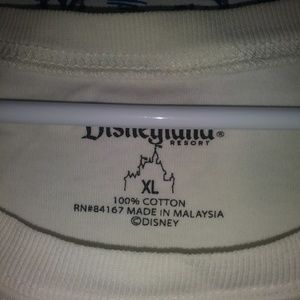 Disneyland®
RESORT
XL
100% COTTON
RN#84167 MADE IN MALAYSIA
©DISNEY